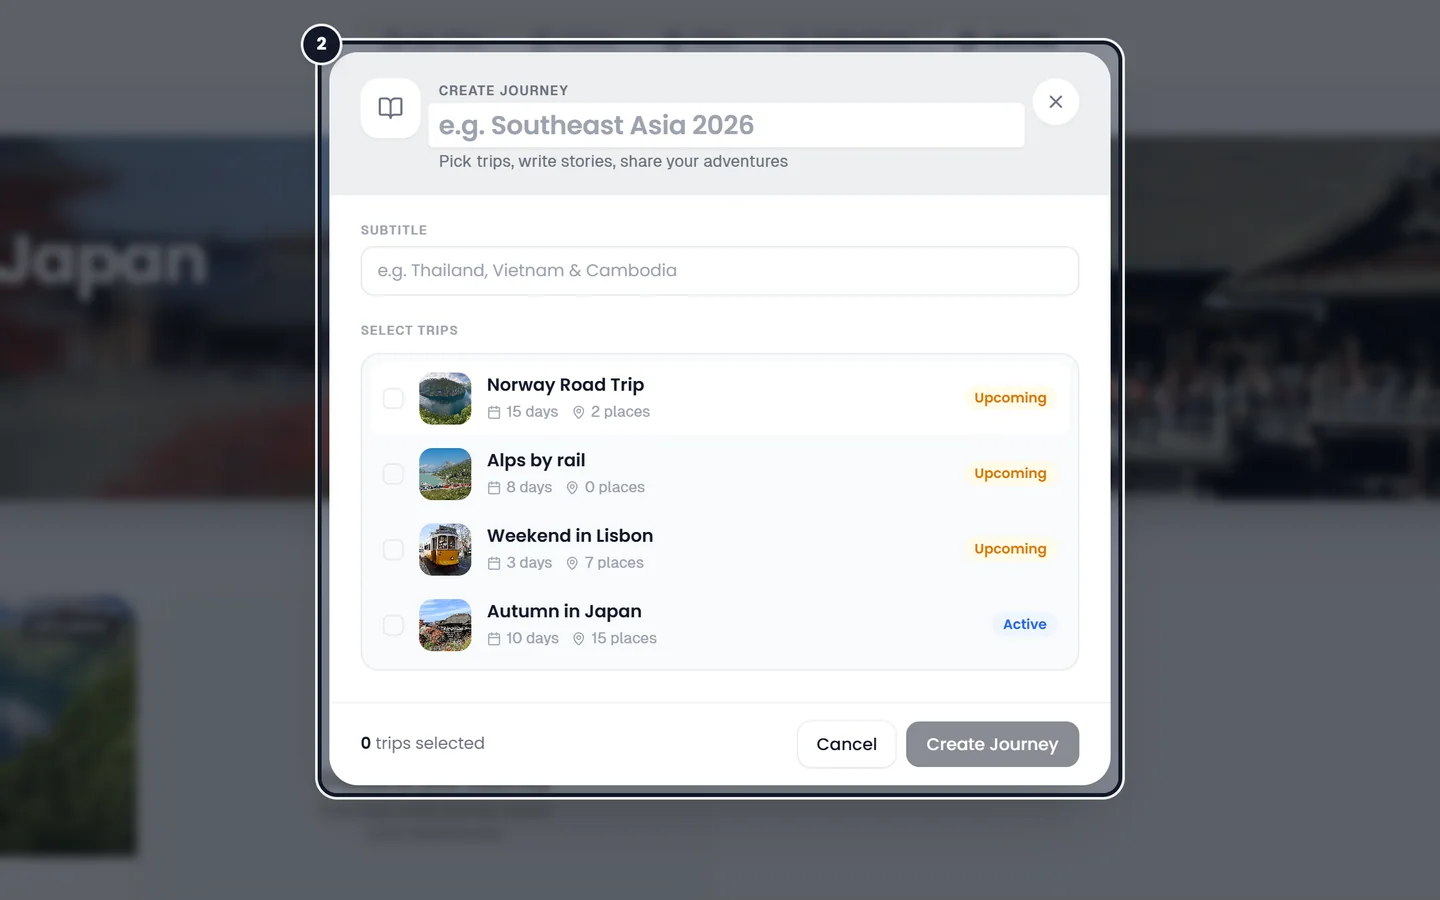 2
CREATE JOURNEY
e.g. Southeast Asia 2026
Pick trips, write stories, share your adventures
Japan
SUBTITLE
e.g. Thailand, Vietnam & Cambodia
SELECT TRIPS
Norway Road Trip
15 days 2 places
Upcoming
Alps by rail
8 days 0 places
Upcoming
Weekend in Lisbon
3 days 7 places
Upcoming
Autumn in Japan
10 days 15 places
Active
0 trips selected
Cancel
Create Journey